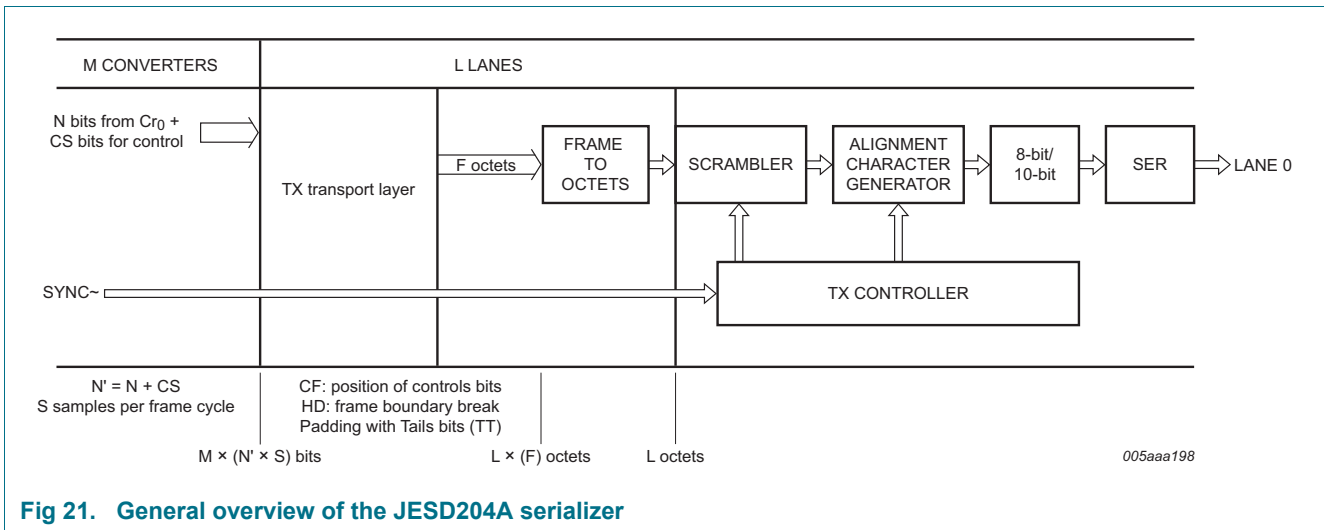 M CONVERTERS
L LANES
N bits from Cr0 +
CS bits for control
TX transport layer
F octets
FRAME
TO
OCTETS
SCRAMBLER
ALIGNMENT
CHARACTER
GENERATOR
8-bit/
10-bit
SER
LANE 0
SYNC~
TX CONTROLLER
N' = N + CS
S samples per frame cycle
CF: position of controls bits
HD: frame boundary break
Padding with Tails bits (TT)
M × (N' × S) bits
L × (F) octets
L octets
005aaa198
Fig 21. General overview of the JESD204A serializer